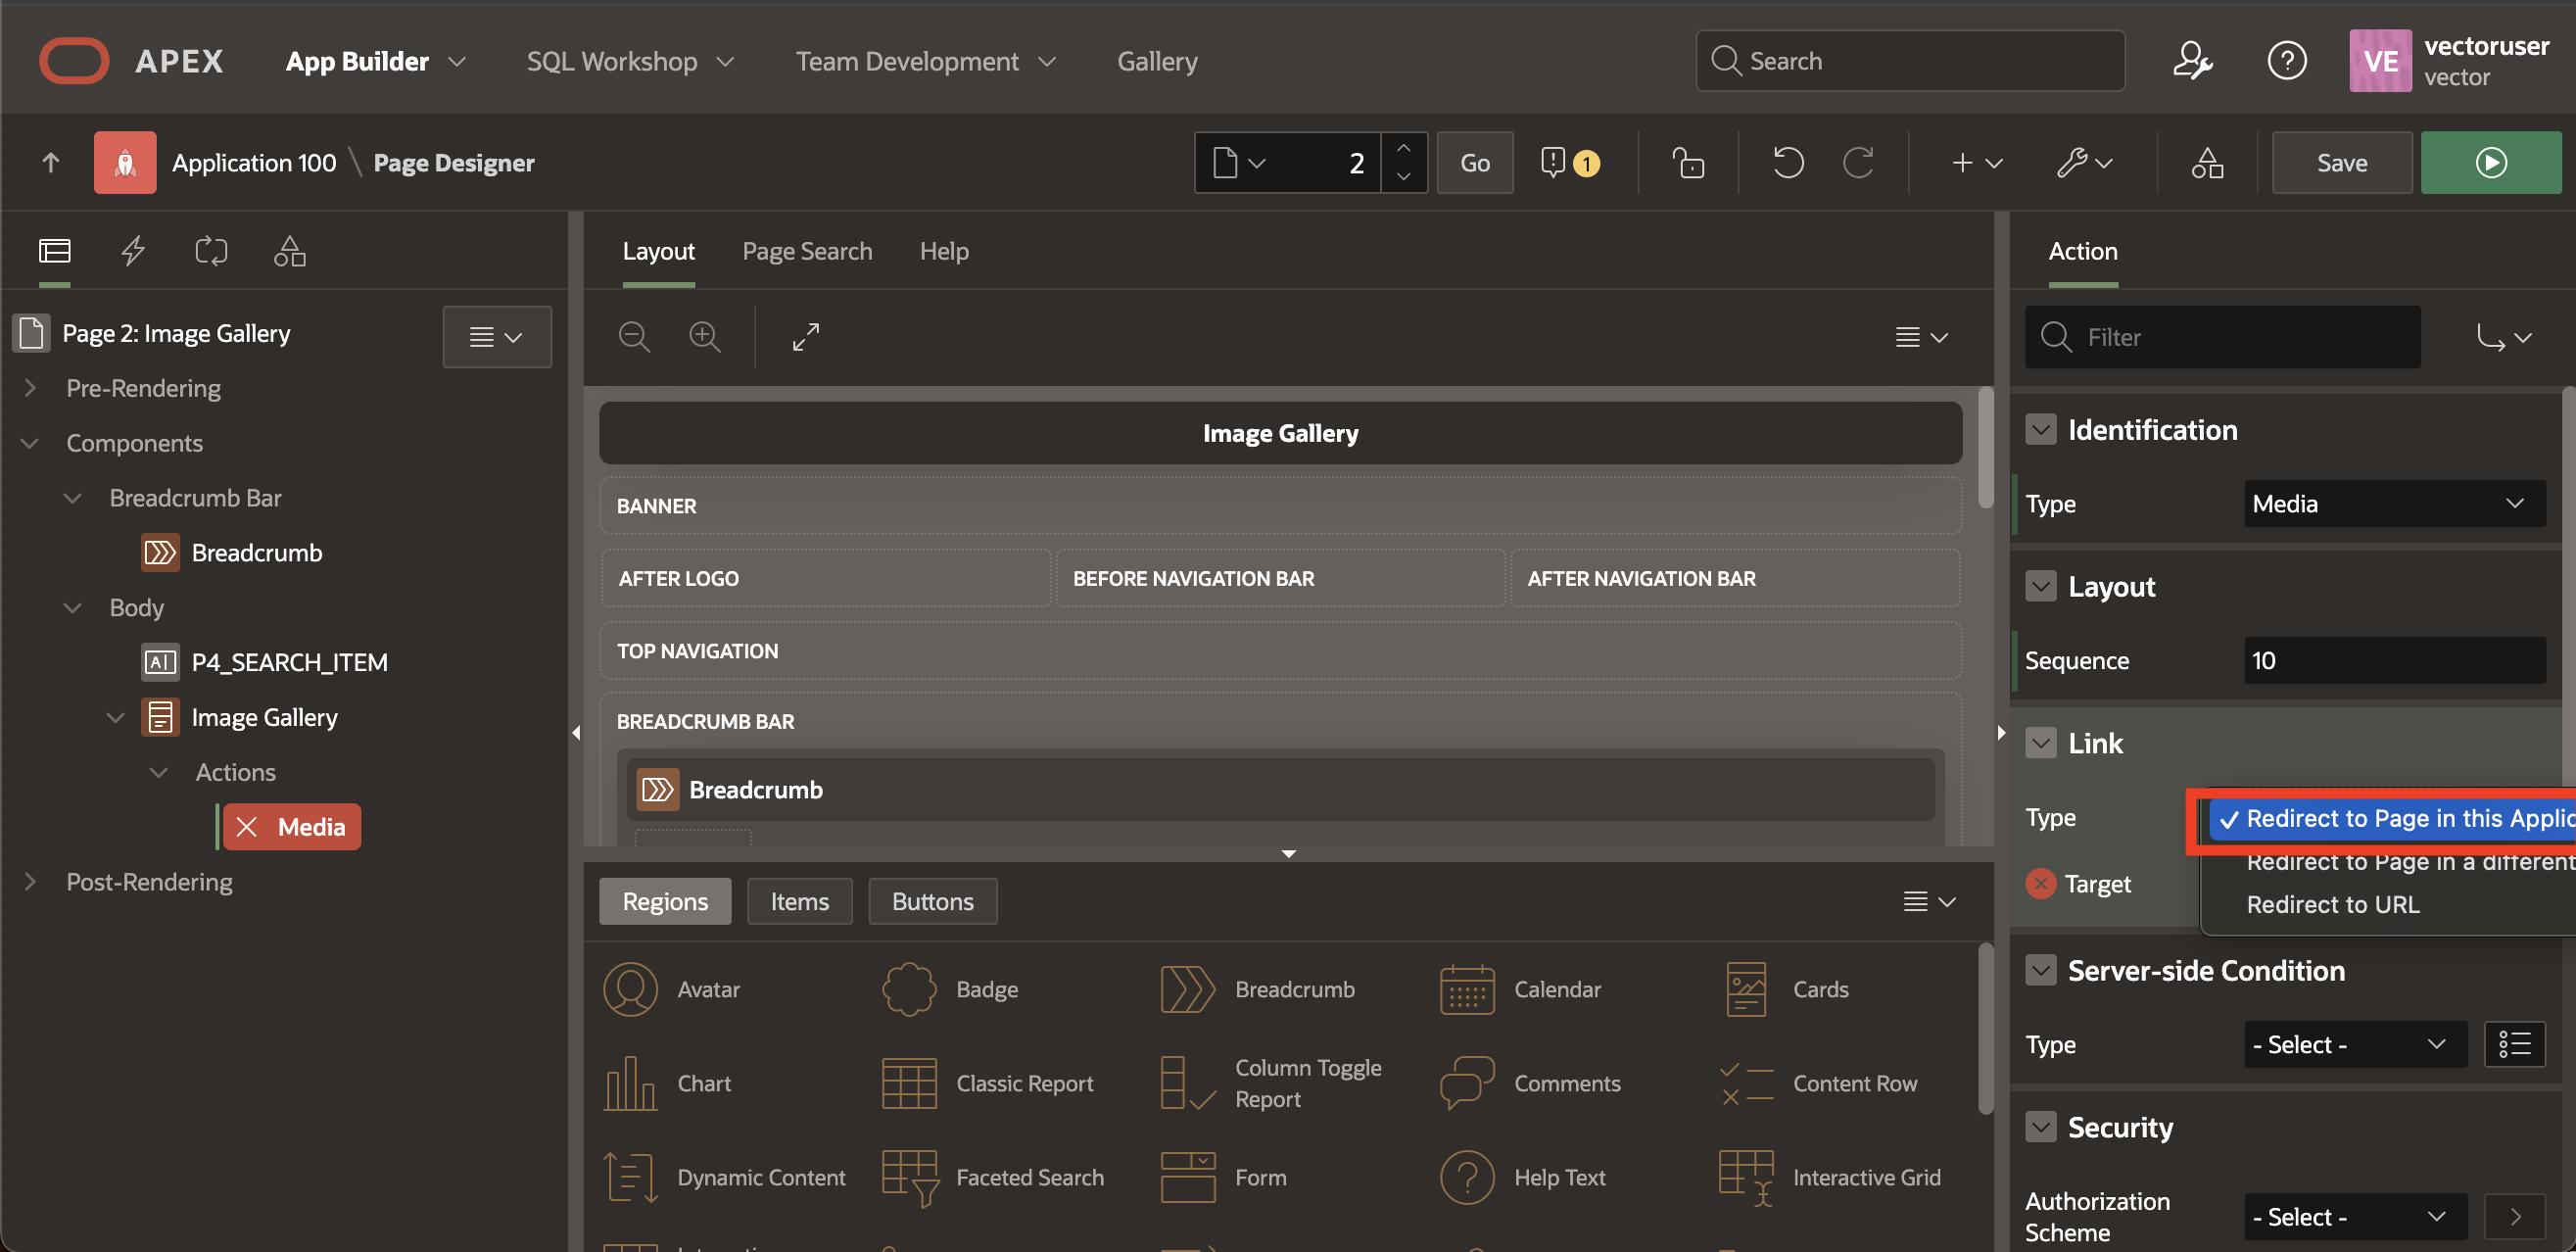 APEX App Builder SQL Workshop Team Development Gallery Search VE vectoruser
vector
Application 100 \ Page Designer 2 Go 1 Save
Layout Page Search Help
Page 2: Image Gallery
Pre-Rendering
Components
Breadcrumb Bar
Breadcrumb
Body
P4_SEARCH_ITEM
Image Gallery
Actions
Media
Post-Rendering
Image Gallery
BANNER
AFTER LOGO BEFORE NAVIGATION BAR AFTER NAVIGATION BAR
TOP NAVIGATION
BREADCRUMB BAR
Breadcrumb
Regions Items Buttons
Avatar Badge Breadcrumb Calendar Cards
Chart Classic Report Column Toggle Report Comments Content Row
Dynamic Content Faceted Search Form Help Text Interactive Grid
Action
Filter
Identification
Type Media
Layout
Sequence 10
Link
Type Redirect to Page in this Applic
Redirect to Page in a different
Target
Redirect to URL
Server-side Condition
Type - Select -
Security
Authorization
Scheme - Select -